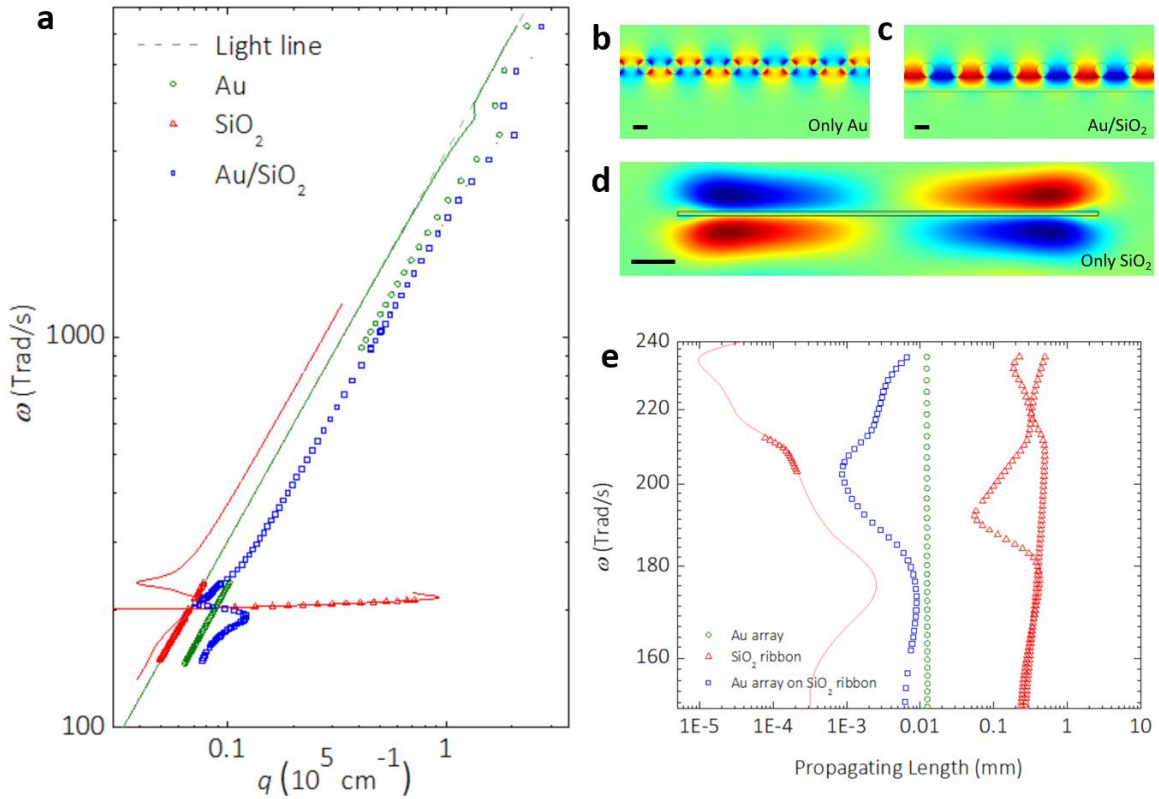 a
Light line
Au
SiO₂
Au/SiO₂
1000
100
ω (Trad/s)
0.1
1
q (10⁵ cm⁻¹)
b
Only Au
c
Au/SiO₂
d
Only SiO₂
e
240
220
200
180
160
ω (Trad/s)
Au array
SiO₂ ribbon
Au array on SiO₂ ribbon
1E-5
1E-4
1E-3
0.01
0.1
1
10
Propagating Length (mm)